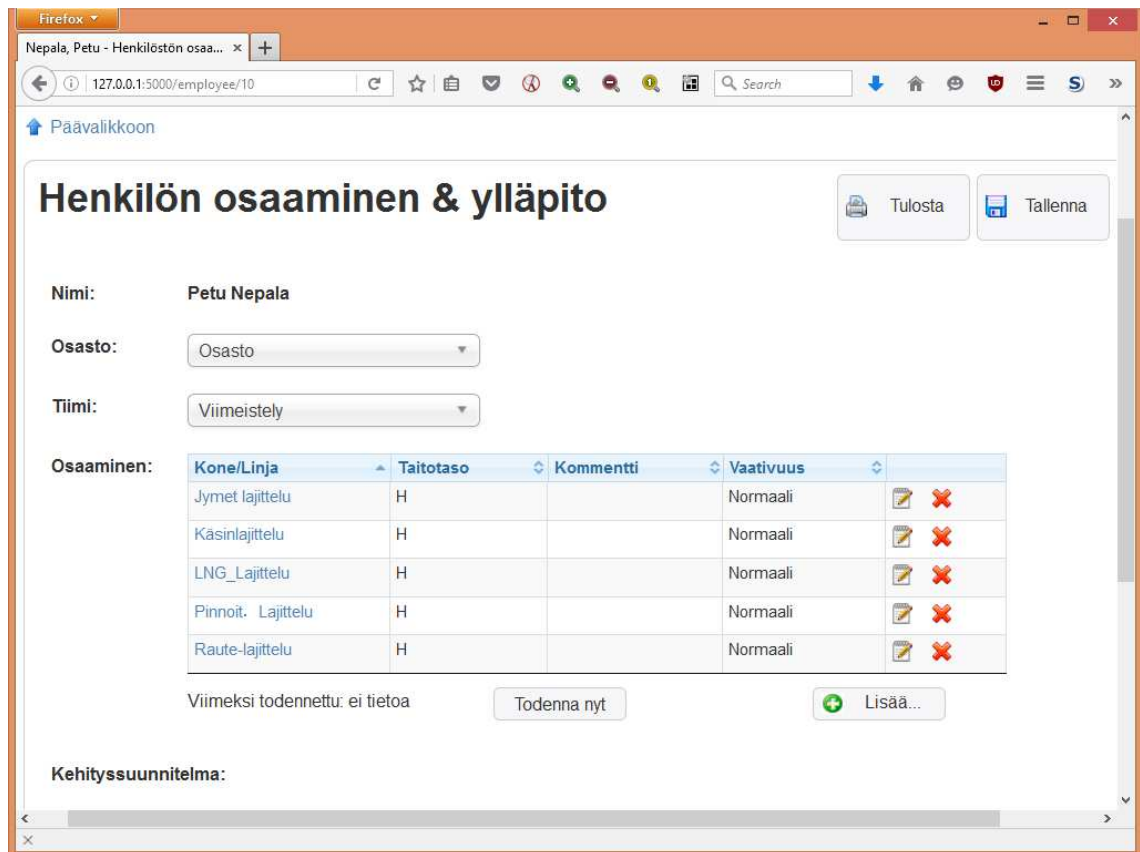 Firefox
Nepala, Petu - Henkilöstön osaa...
127.0.0.1:5000/employee/10
Search
Päävalikkoon
Henkilön osaaminen & ylläpito
Tulosta
Tallenna
Nimi: Petu Nepala
Osasto: Osasto
Tiimi: Viimeistely
Osaaminen: Kone/Linja Taitotaso Kommentti Vaativuus
Jymet lajittelu H Normaali
Käsinlajittelu H Normaali
LNG_Lajittelu H Normaali
Pinnoit. Lajittelu H Normaali
Raute-lajittelu H Normaali
Viimeksi todennettu: ei tietoa Todenna nyt Lisää...
Kehityssuunnitelma: